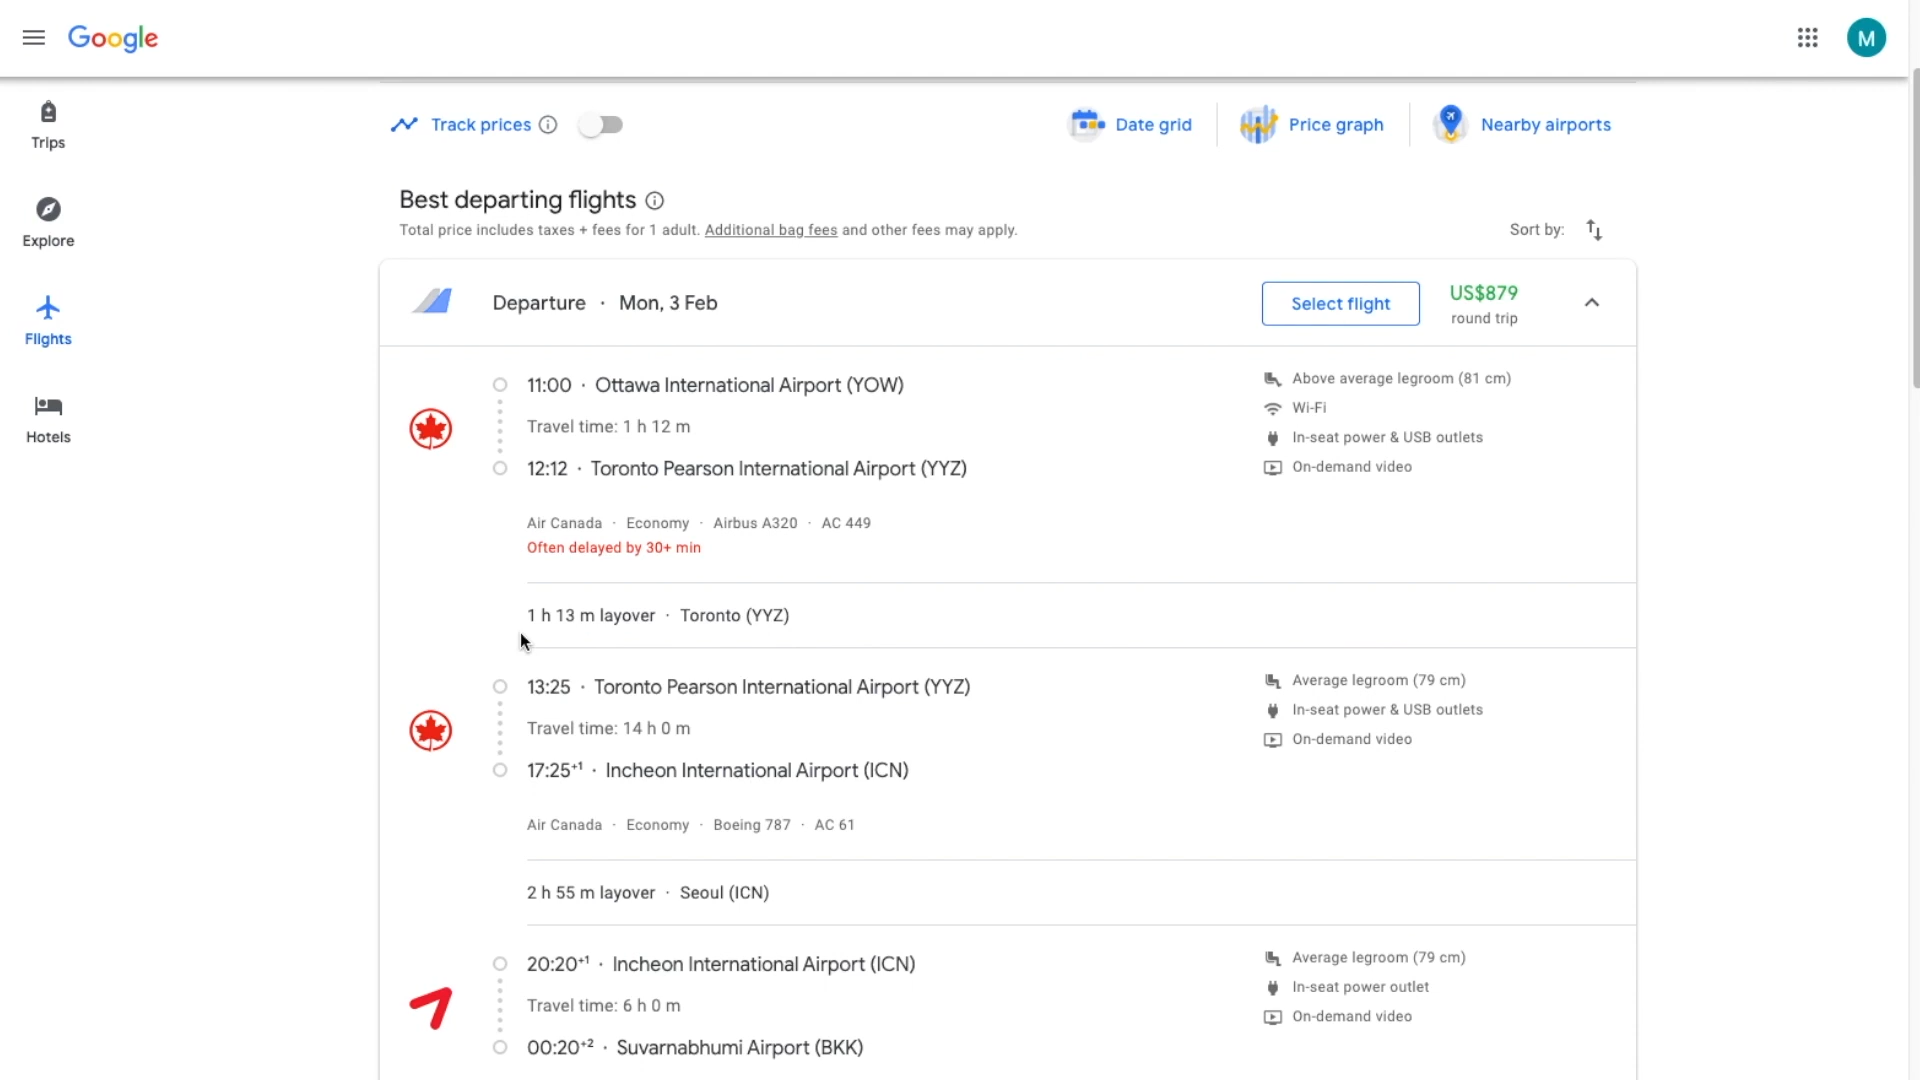 Google
M
Trips
Explore
Flights
Hotels
Track prices
Date grid
Price graph
Nearby airports
Best departing flights
Total price includes taxes + fees for 1 adult. Additional bag fees and other fees may apply.
Sort by:
Departure · Mon, 3 Feb
Select flight
US$879
round trip
11:00 · Ottawa International Airport (YOW)
Travel time: 1 h 12 m
12:12 · Toronto Pearson International Airport (YYZ)
Air Canada · Economy · Airbus A320 · AC 449
Often delayed by 30+ min
Above average legroom (81 cm)
Wi-Fi
In-seat power & USB outlets
On-demand video
1 h 13 m layover · Toronto (YYZ)
13:25 · Toronto Pearson International Airport (YYZ)
Travel time: 14 h 0 m
17:25+1 · Incheon International Airport (ICN)
Air Canada · Economy · Boeing 787 · AC 61
Average legroom (79 cm)
In-seat power & USB outlets
On-demand video
2 h 55 m layover · Seoul (ICN)
20:20+1 · Incheon International Airport (ICN)
Travel time: 6 h 0 m
00:20+2 · Suvarnabhumi Airport (BKK)
Average legroom (79 cm)
In-seat power outlet
On-demand video